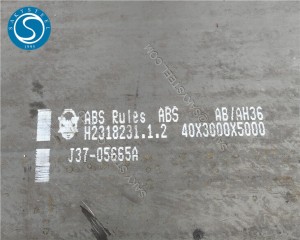 ABS Rules ABS AB/AH36
H2318231.1.2 40X3000X5000
J37-05665A